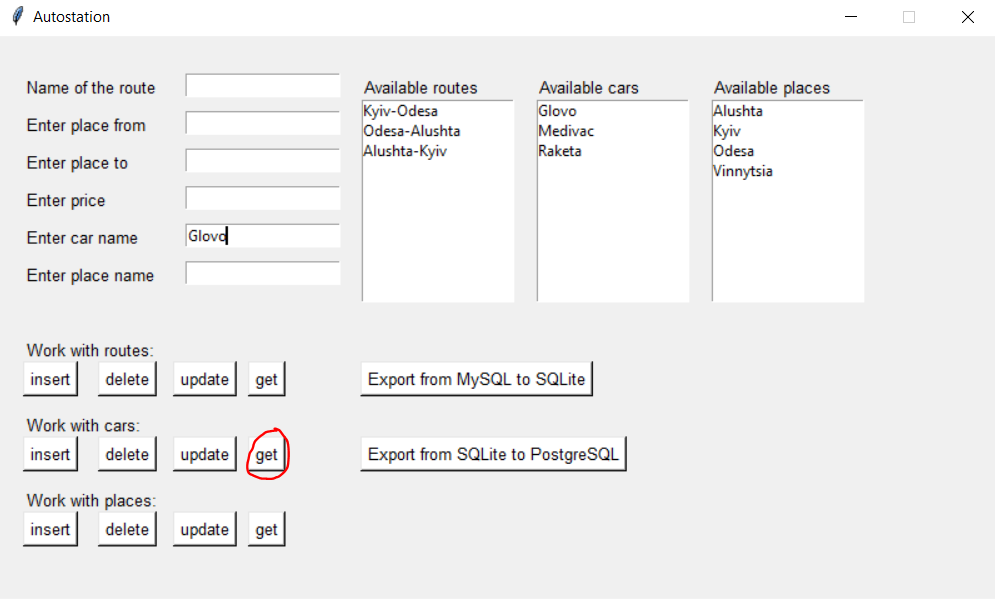 Autostation
Name of the route
Enter place from
Enter place to
Enter price
Enter car name Glovo
Enter place name
Available routes
Kyiv-Odesa
Odesa-Alushta
Alushta-Kyiv
Available cars
Glovo
Medivac
Raketa
Available places
Alushta
Kyiv
Odesa
Vinnytsia
Work with routes:
insert delete update get Export from MySQL to SQLite
Work with cars:
insert delete update get Export from SQLite to PostgreSQL
Work with places:
insert delete update get